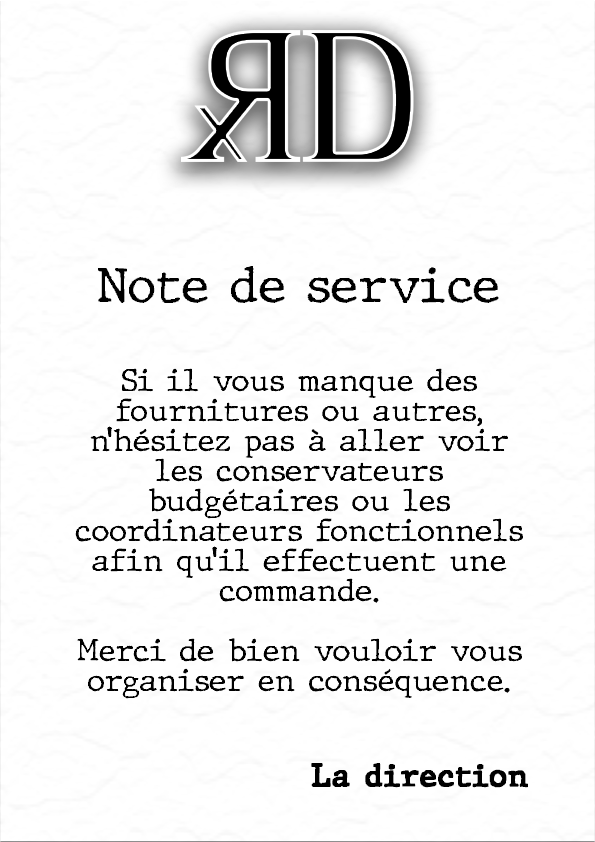 ЯD
Note de service
Si il vous manque des
fournitures ou autres,
n'hésitez pas à aller voir
les conservateurs
budgétaires ou les
coordinateurs fonctionnels
afin qu'il effectuent une
commande.
Merci de bien vouloir vous
organiser en conséquence.
La direction